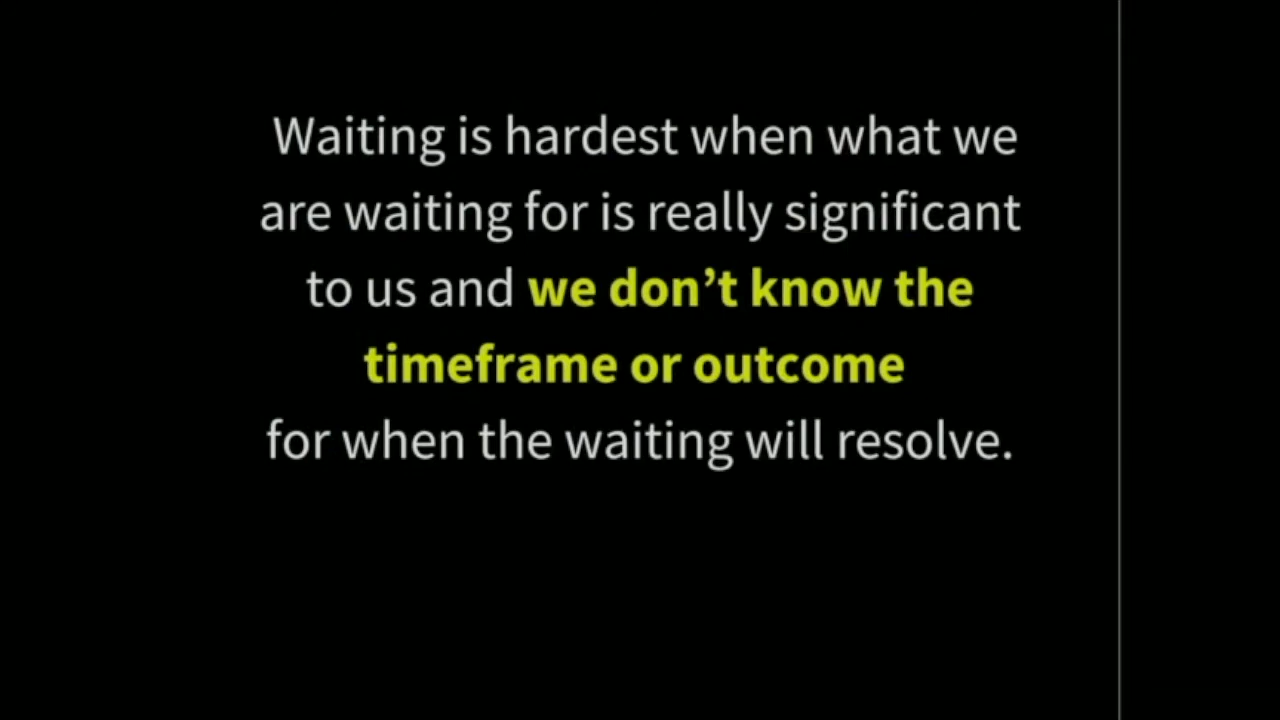 Waiting is hardest when what we
are waiting for is really significant
to us and we don’t know the
timeframe or outcome
for when the waiting will resolve.